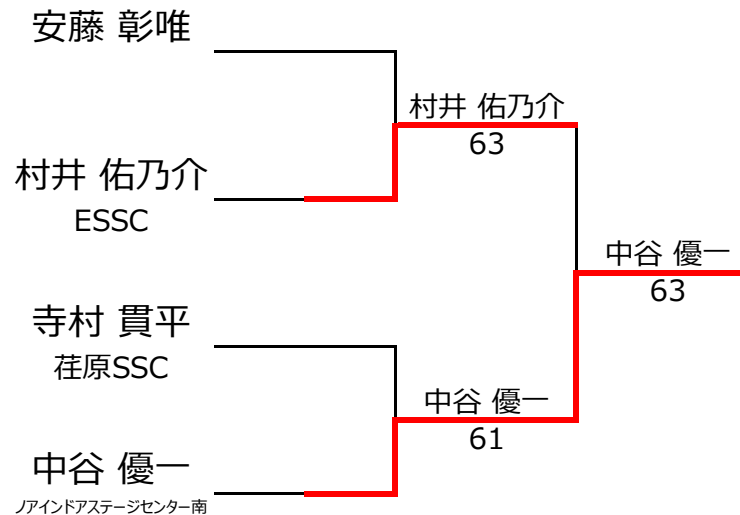 安藤 彰唯
村井 佑乃介
63
村井 佑乃介
ESSC
中谷 優一
63
寺村 貫平
荏原SSC
中谷 優一
61
中谷 優一
ノアインドアステージセンター南